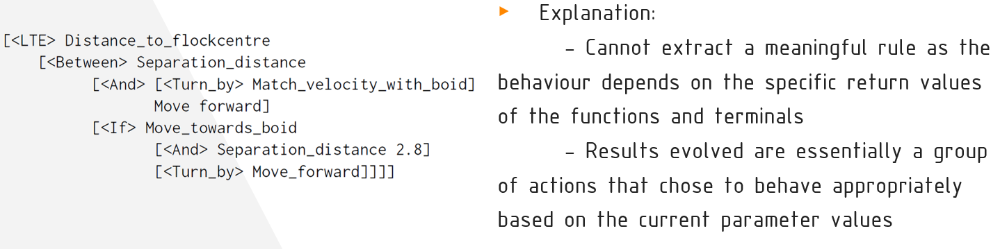 [<LTE> Distance_to_flockcentre
[<Between> Separation_distance
[<And> [<Turn_by> Match_velocity_with_boid]
Move forward]
[<If> Move_towards_boid
[<And> Separation_distance 2.8]
[<Turn_by> Move_forward]]]]
Explanation:
- Cannot extract a meaningful rule as the
behaviour depends on the specific return values
of the functions and terminals
- Results evolved are essentially a group
of actions that chose to behave appropriately
based on the current parameter values